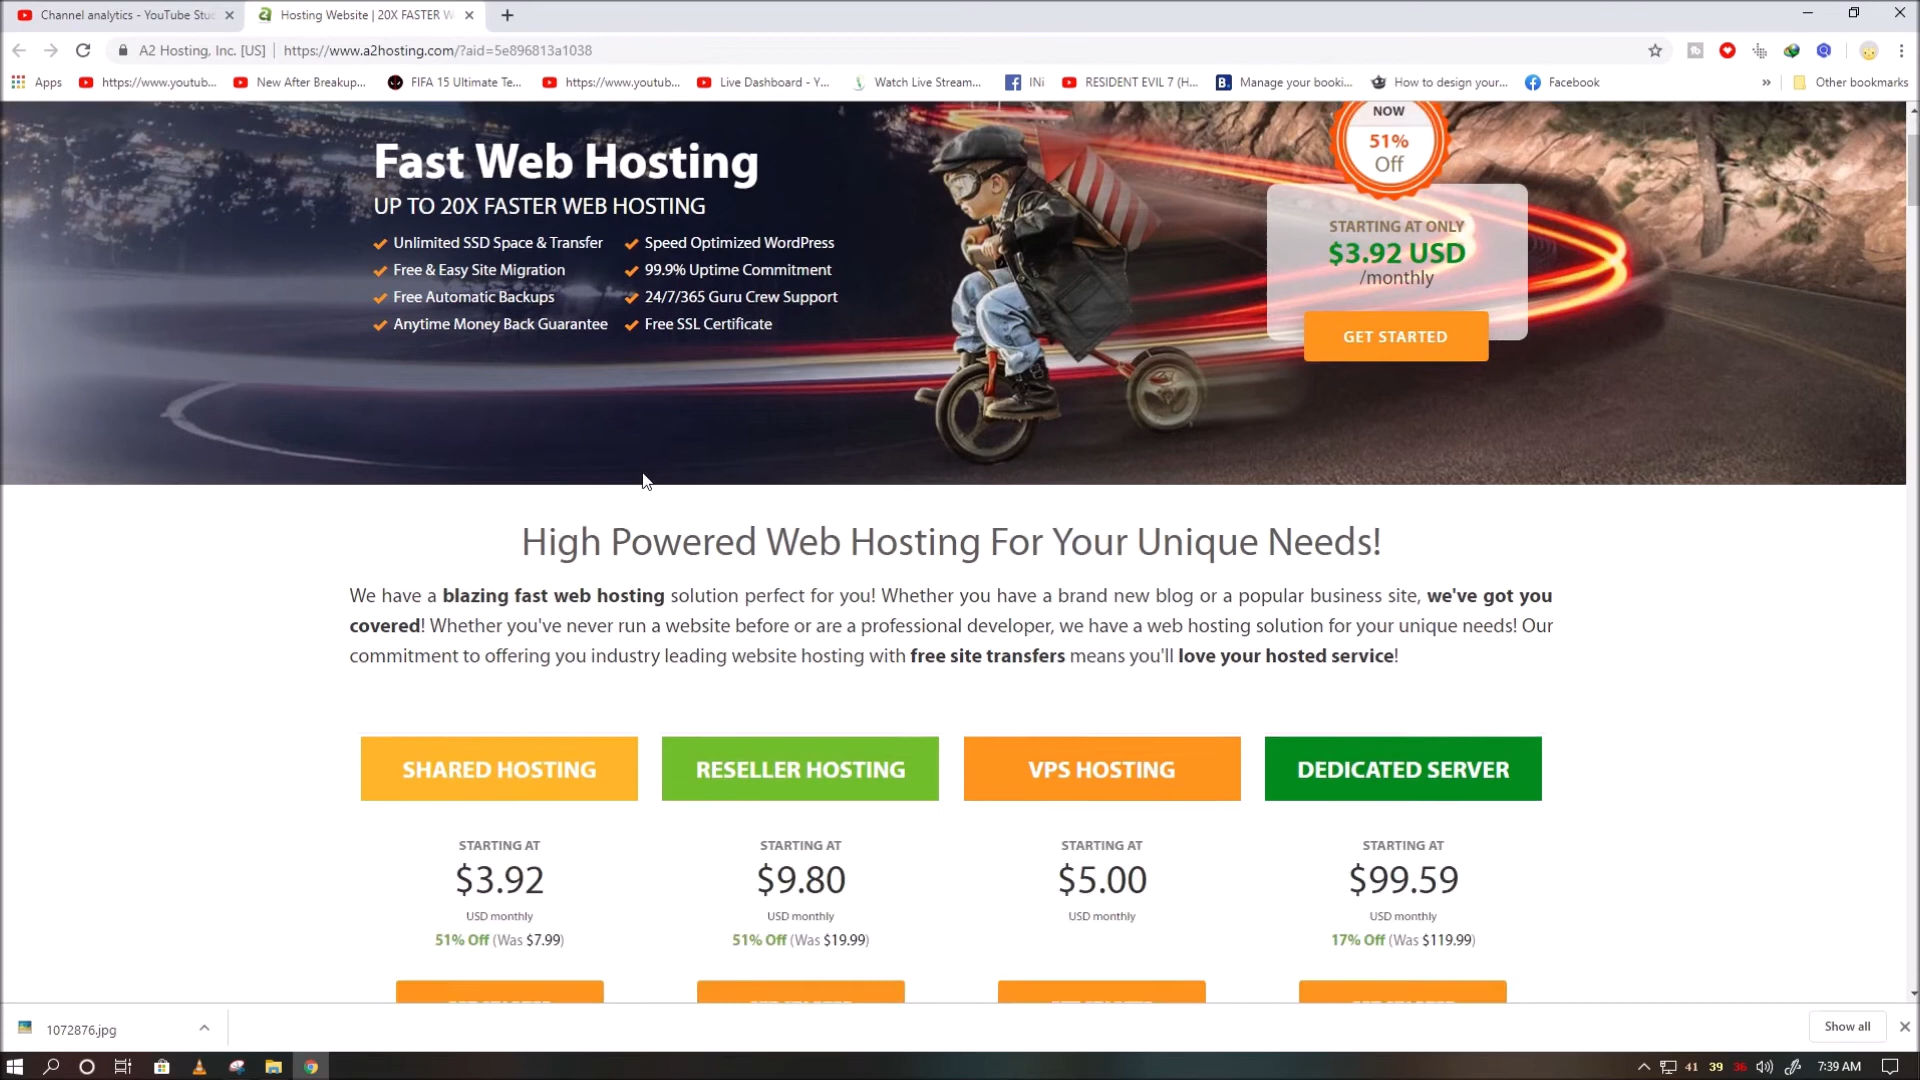 Channel analytics - YouTube Stu
Hosting Website | 20X FASTER W
A2 Hosting, Inc. [US]
https://www.a2hosting.com/?aid=5e896813a1038
Apps
https://www.youtub...
New After Breakup...
FIFA 15 Ultimate Te...
https://www.youtub...
Live Dashboard - Y...
Watch Live Stream...
INi
RESIDENT EVIL 7 (H...
B.
Manage your booki...
How to design your...
Facebook
»
Other bookmarks
Fast Web Hosting
UP TO 20X FASTER WEB HOSTING
Unlimited SSD Space & Transfer
Free & Easy Site Migration
Free Automatic Backups
Anytime Money Back Guarantee
Speed Optimized WordPress
99.9% Uptime Commitment
24/7/365 Guru Crew Support
Free SSL Certificate
NOW
51%
Off
STARTING AT ONLY
$3.92 USD
/monthly
GET STARTED
High Powered Web Hosting For Your Unique Needs!
We have a blazing fast web hosting solution perfect for you! Whether you have a brand new blog or a popular business site, we've got you
covered! Whether you've never run a website before or are a professional developer, we have a web hosting solution for your unique needs! Our
commitment to offering you industry leading website hosting with free site transfers means you'll love your hosted service!
SHARED HOSTING
STARTING AT
$3.92
USD monthly
51% Off (Was $7.99)
RESELLER HOSTING
STARTING AT
$9.80
USD monthly
51% Off (Was $19.99)
VPS HOSTING
STARTING AT
$5.00
USD monthly
DEDICATED SERVER
STARTING AT
$99.59
USD monthly
17% Off (Was $119.99)
1072876.jpg
Show all
41
39
36
7:39 AM